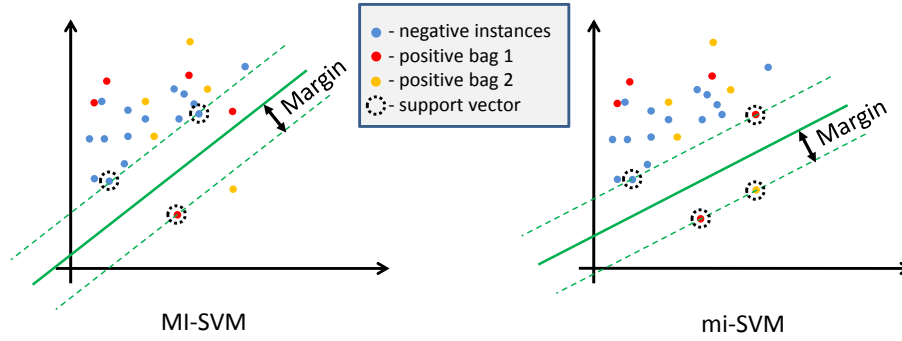 - negative instances
- positive bag 1
- positive bag 2
- support vector
Margin
Margin
MI-SVM
mi-SVM